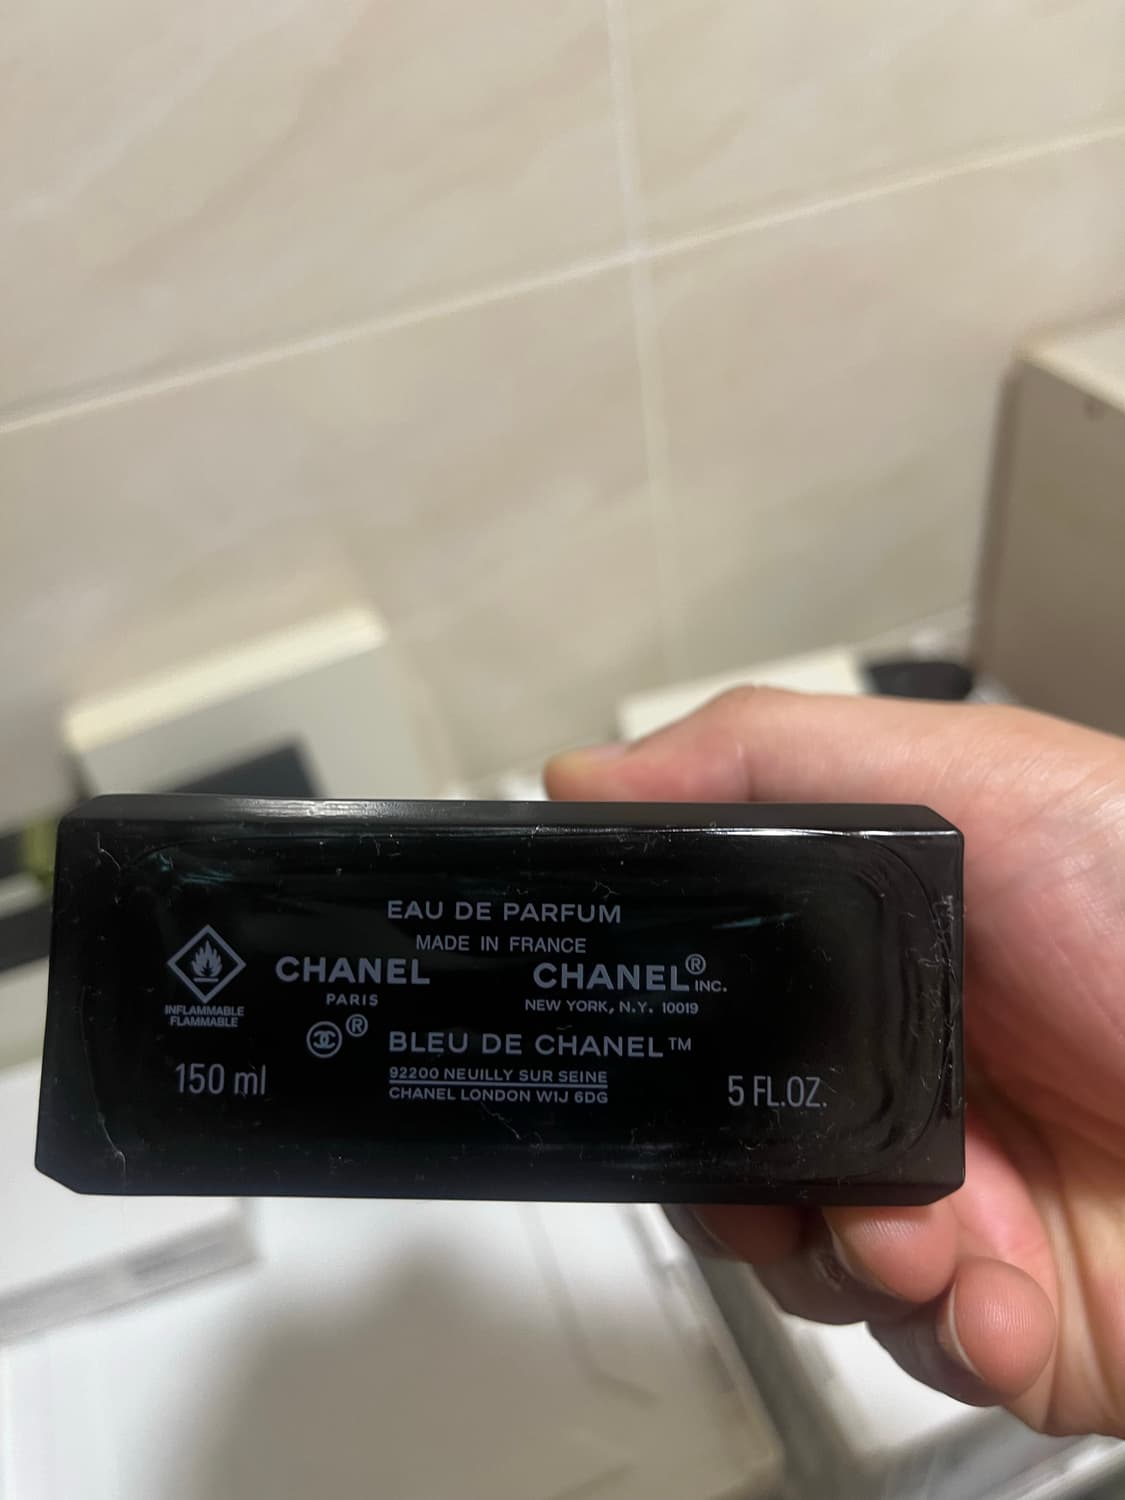 EAU DE PARFUM
MADE IN FRANCE
CHANEL
PARIS
CHANEL® INC.
NEW YORK, N.Y. 10019
INFLAMMABLE
FLAMMABLE
®
BLEU DE CHANEL™
92200 NEUILLY SUR SEINE
CHANEL LONDON W1J 6DG
150 ml
5 FL.OZ.